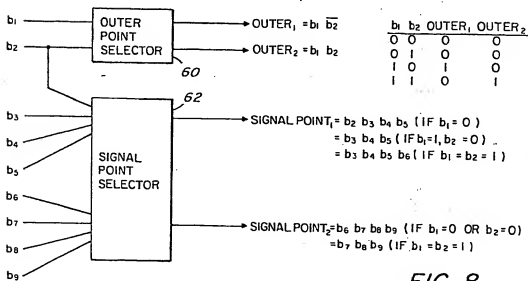 b₁
OUTER POINT SELECTOR
OUTER₁ = b₁ b̅₂̅
b₂
OUTER₂ = b₁ b₂
60
b₁ b₂ OUTER₁ OUTER₂
0 0 0 0
0 1 0 0
1 0 1 0
1 1 0 1
62
b₃
b₄
b₅
b₆
b₇
b₈
b₉
SIGNAL POINT SELECTOR
SIGNAL POINT₁ = b₂ b₃ b₄ b₅ (IF b₁ = 0)
= b₃ b₄ b₅ (IF b₁=1, b₂ =0)
= b₃ b₄ b₅ b₆ (IF b₁ = b₂ = 1)
SIGNAL POINT₂ = b₆ b₇ b₈ b₉ (IF b₁=0 OR b₂=0)
= b₇ b₈ b₉ (IF b₁ = b₂ = 1)
FIG. 8